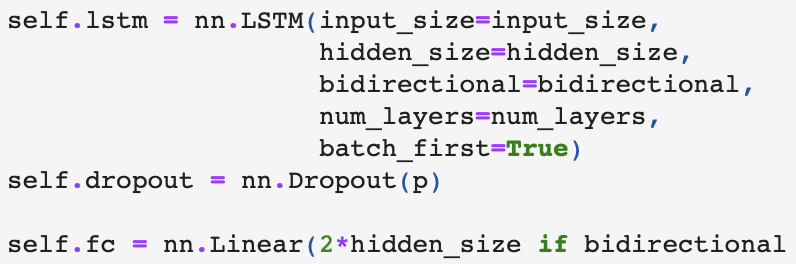 self.lstm = nn.LSTM(input_size=input_size,
hidden_size=hidden_size,
bidirectional=bidirectional,
num_layers=num_layers,
batch_first=True)
self.dropout = nn.Dropout(p)
self.fc = nn.Linear(2*hidden_size if bidirectional